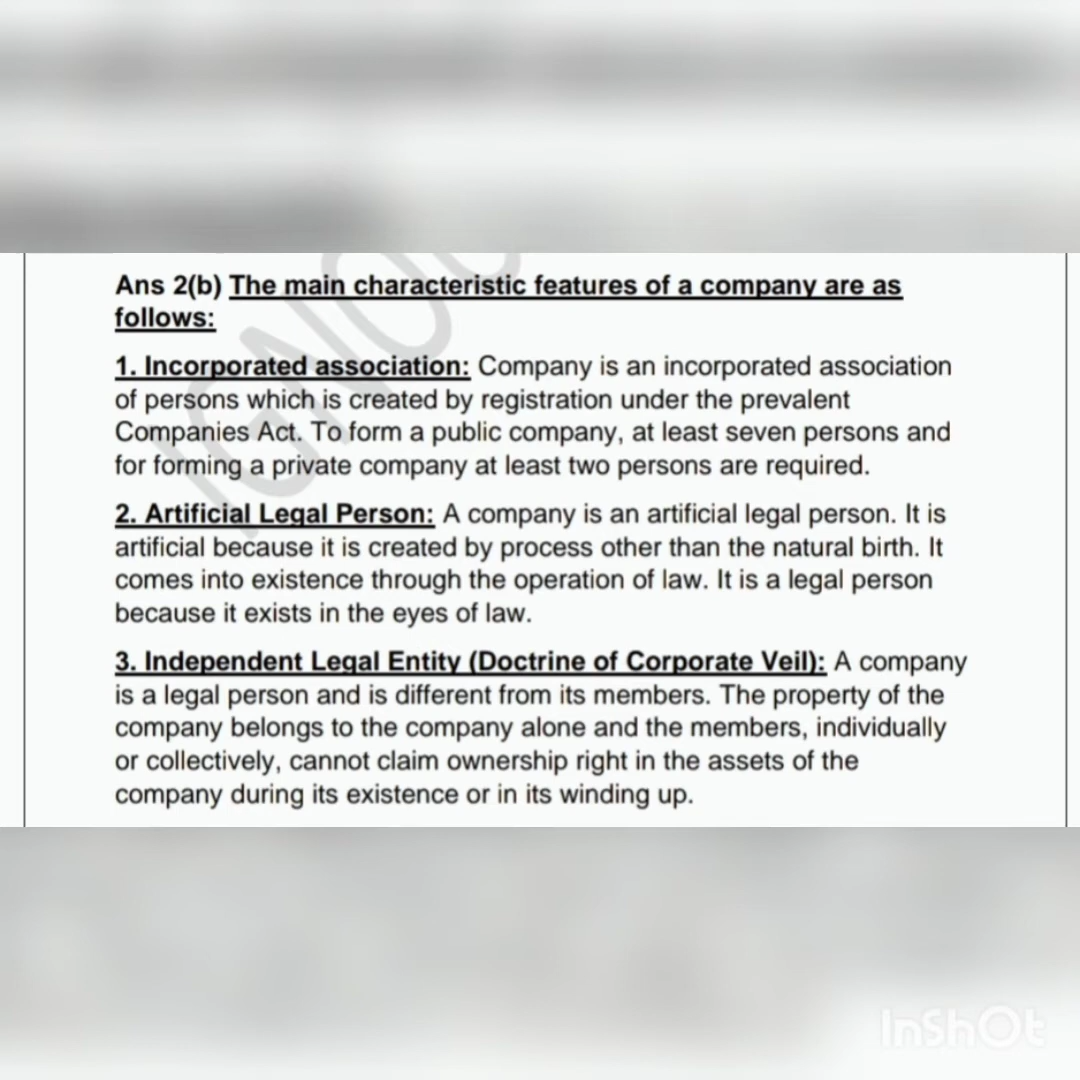 Ans 2(b) The main characteristic features of a company are as
follows:
1. Incorporated association: Company is an incorporated association
of persons which is created by registration under the prevalent
Companies Act. To form a public company, at least seven persons and
for forming a private company at least two persons are required.
2. Artificial Legal Person: A company is an artificial legal person. It is
artificial because it is created by process other than the natural birth. It
comes into existence through the operation of law. It is a legal person
because it exists in the eyes of law.
3. Independent Legal Entity (Doctrine of Corporate Veil): A company
is a legal person and is different from its members. The property of the
company belongs to the company alone and the members, individually
or collectively, cannot claim ownership right in the assets of the
company during its existence or in its winding up.
InShOt